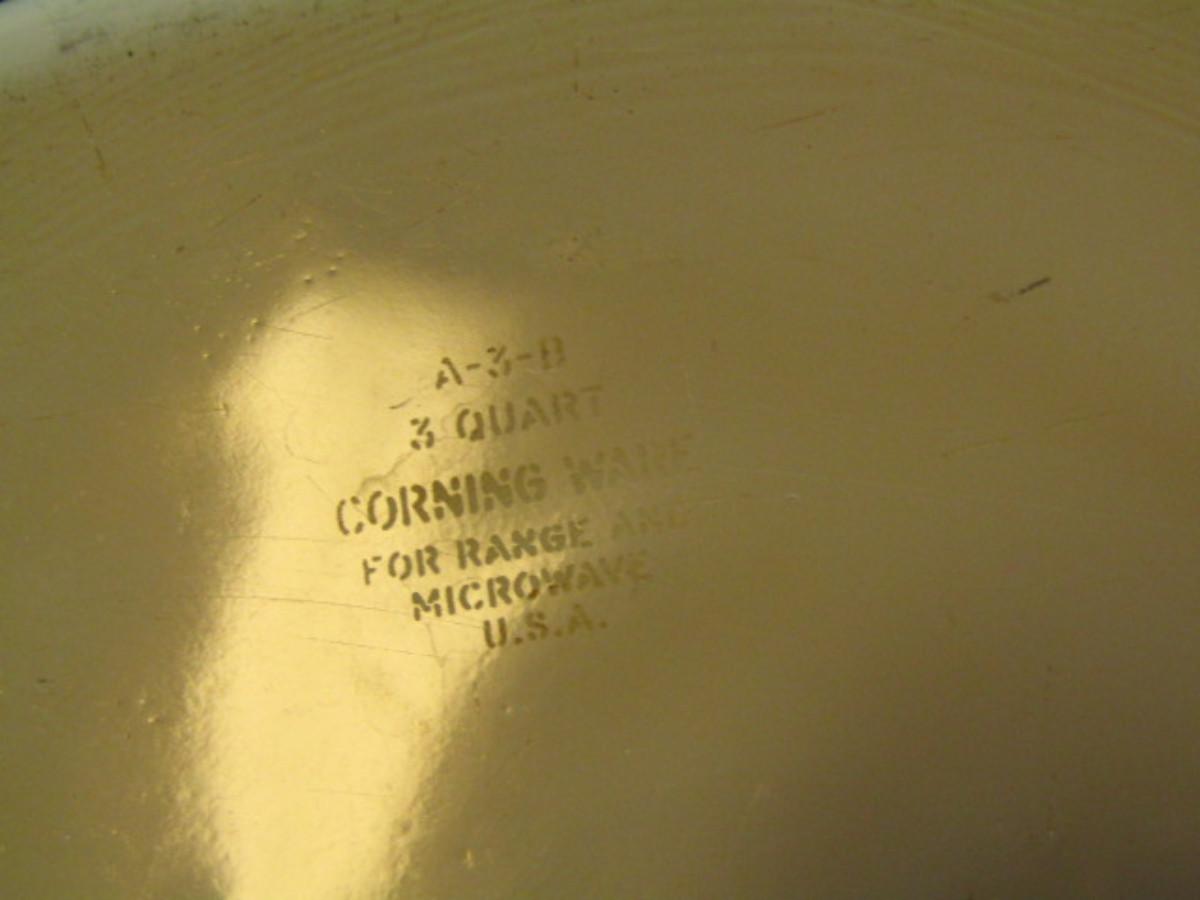 A-3-B
3 QUART
CORNING WARE
FOR RANGE AND
MICROWAVE
U.S.A.